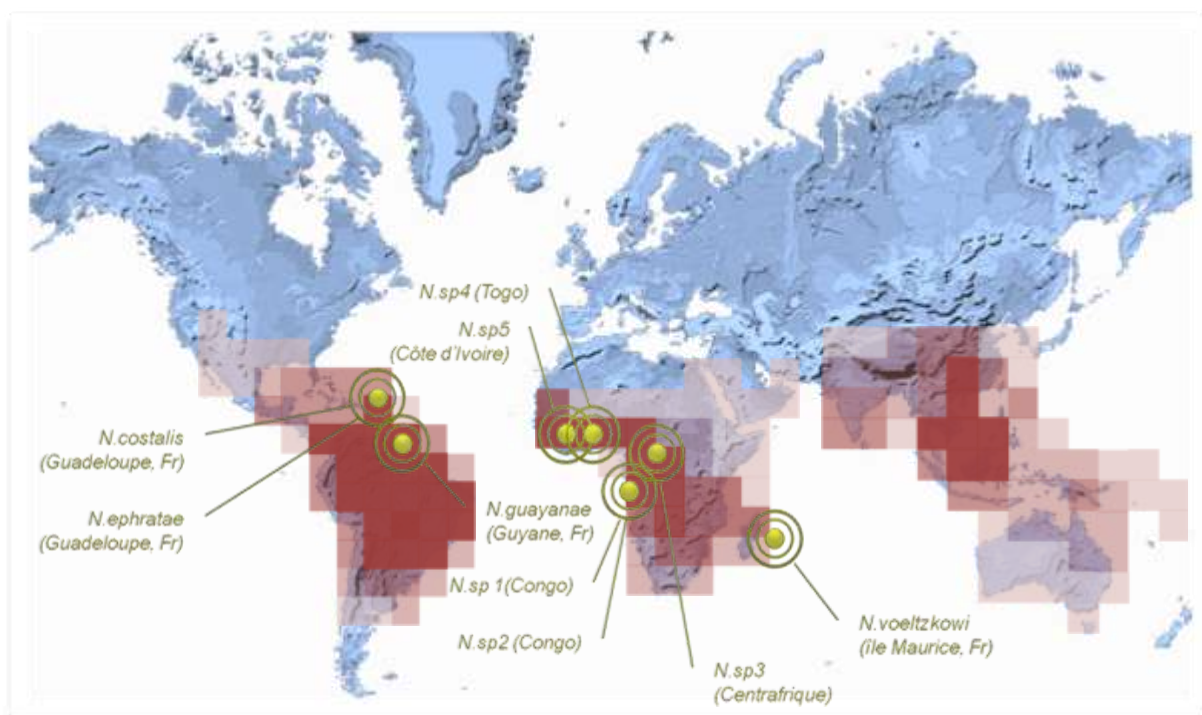 N.sp4 (Togo)
N.sp5
(Côte d'Ivoire)
N.costalis
(Guadeloupe, Fr)
N.ephratae
(Guadeloupe, Fr)
N.guayanae
(Guyane, Fr)
N.sp 1(Congo)
N.sp2 (Congo)
N.sp3
(Centrafrique)
N.voeltzkowi
(île Maurice, Fr)